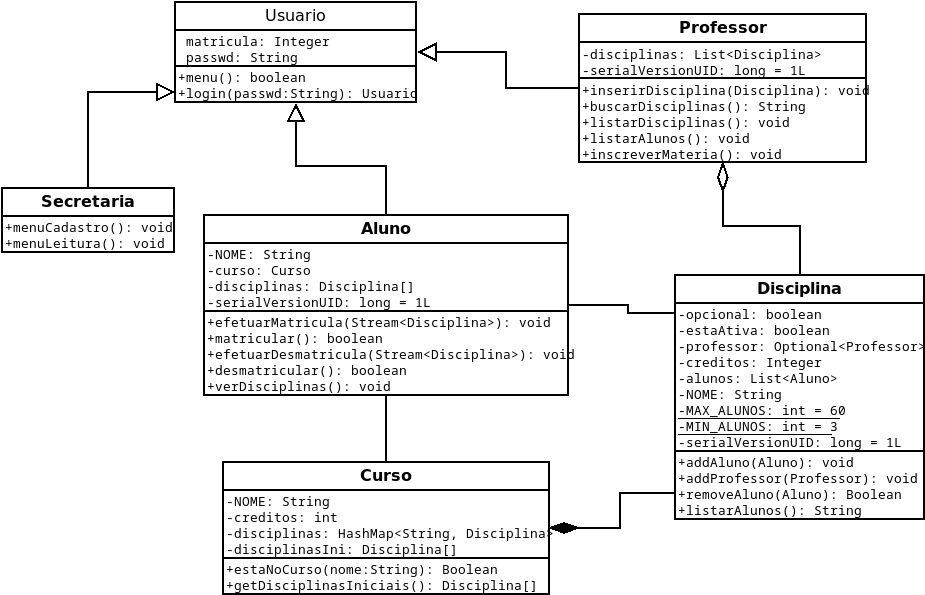 Usuario
matricula: Integer
passwd: String
+menu(): boolean
+login(passwd:String): Usuario
Professor
-disciplinas: List<Disciplina>
-serialVersionUID: long = 1L
+inserirDisciplina(Disciplina): void
+buscarDisciplinas(): String
+listarDisciplinas(): void
+listarAlunos(): void
+inscreverMateria(): void
Secretaria
+menuCadastro(): void
+menuLeitura(): void
Aluno
-NOME: String
-curso: Curso
-disciplinas: Disciplina[]
-serialVersionUID: long = 1L
+efetuarMatricula(Stream<Disciplina>): void
+matricular(): boolean
+efetuarDesmatricula(Stream<Disciplina>): void
+desmatricular(): boolean
+verDisciplinas(): void
Disciplina
-opcional: boolean
-estaAtiva: boolean
-professor: Optional<Professor>
-creditos: Integer
-alunos: List<Aluno>
-NOME: String
-MAX_ALUNOS: int = 60
-MIN_ALUNOS: int = 3
-serialVersionUID: long = 1L
+addAluno(Aluno): void
+addProfessor(Professor): void
+removeAluno(Aluno): Boolean
+listarAlunos(): String
Curso
-NOME: String
-creditos: int
-disciplinas: HashMap<String, Disciplina>
-disciplinasIni: Disciplina[]
+estaNoCurso(nome:String): Boolean
+getDisciplinasIniciais(): Disciplina[]